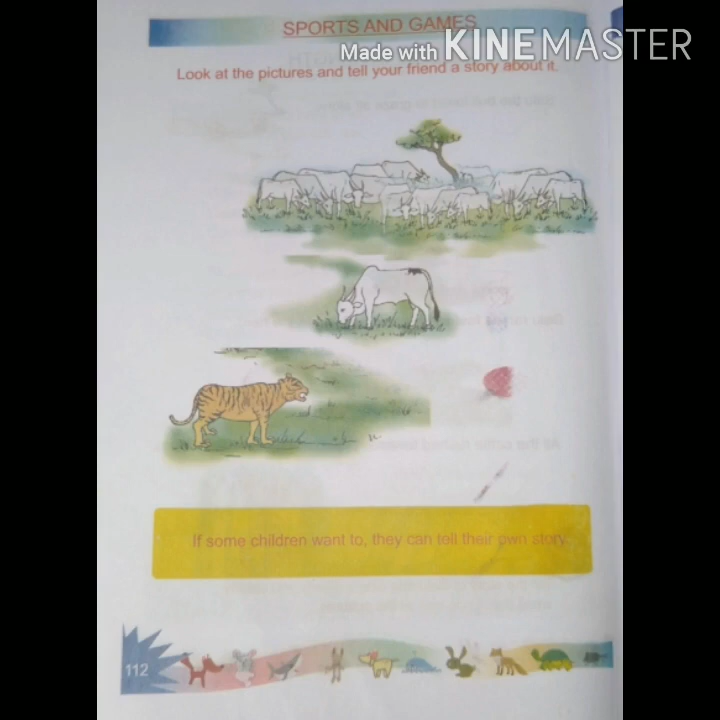 SPORTS AND GAMES
Made with KINEMASTER
Look at the pictures and tell your friend a story about it.
If some children want to, they can tell their own story.
112